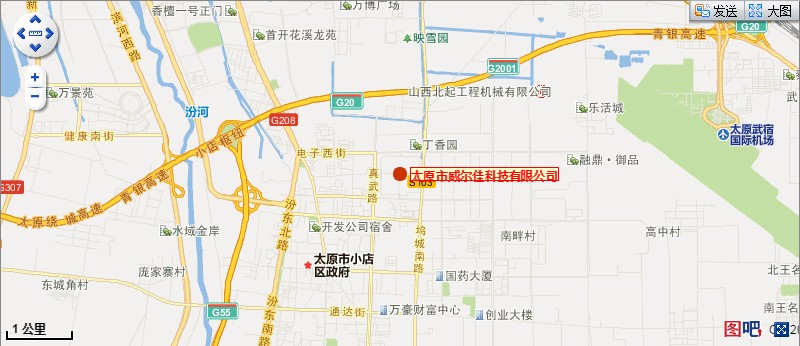 新
滨河西路
香檀一号正门
万博广场
发送
大图
首开花溪龙苑
映雪园
青银高速
G20
G2001
万景苑
汾河
G20
山西北起工程机械有限公司
乐活城
G208
健康南街
小店枢纽
丁香园
太原武宿
国际机场
电子西街
融鼎·御品
真武路
太原市威尔佳科技有限公司
S103
G307
青银高速
太原绕城高速
汾东北路
开发公司宿舍
水域金岸
坞城南路
南畔村
高中村
太原市小店
区政府
庞家寨村
国药大厦
北王名
东城角村
汾东南路
G55
通达街
万豪财富中心
创业大楼
南王名
1 公里
图吧